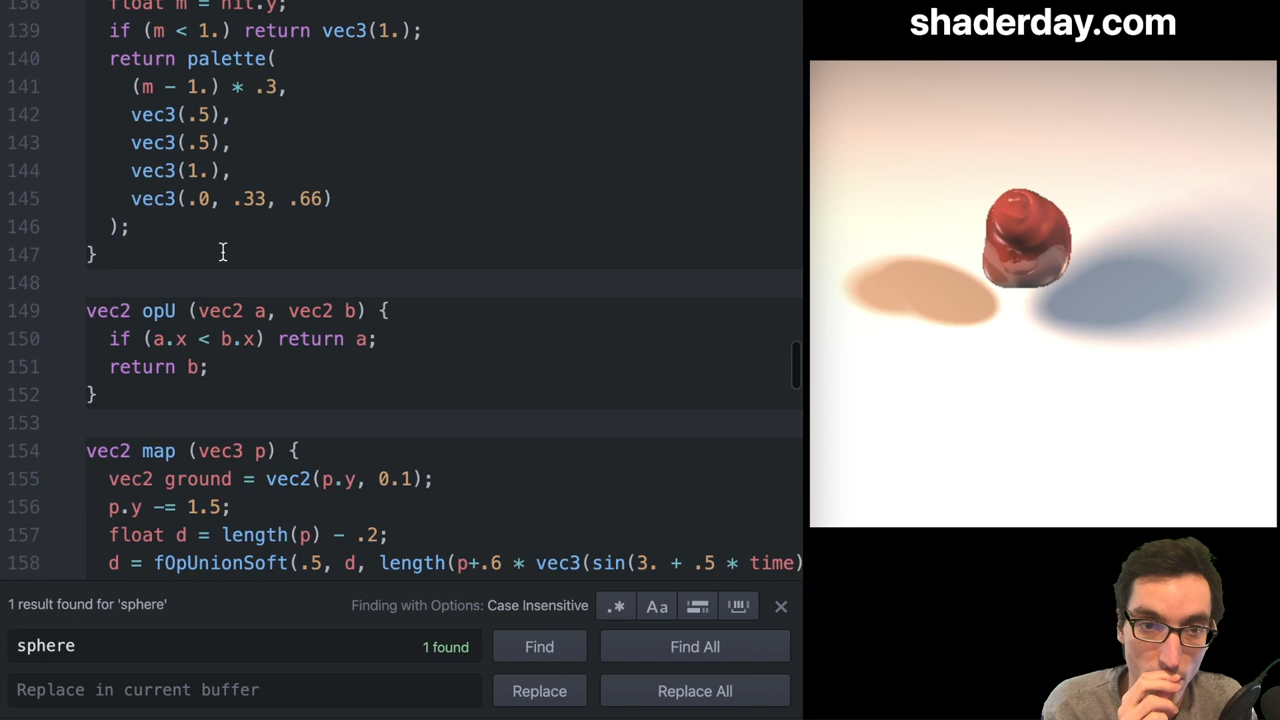 138 float m = hit.y;
139 if (m < 1.) return vec3(1.);
140 return palette(
141 (m - 1.) * .3,
142 vec3(.5),
143 vec3(.5),
144 vec3(1.),
145 vec3(.0, .33, .66)
146 );
147 }
148
149 vec2 opU (vec2 a, vec2 b) {
150 if (a.x < b.x) return a;
151 return b;
152 }
153
154 vec2 map (vec3 p) {
155 vec2 ground = vec2(p.y, 0.1);
156 p.y -= 1.5;
157 float d = length(p) - .2;
158 d = fOpUnionSoft(.5, d, length(p+.6 * vec3(sin(3. + .5 * time)
1 result found for 'sphere'
Finding with Options: Case Insensitive
.* Aa
sphere
1 found
Find
Find All
Replace in current buffer
Replace
Replace All
shaderday.com